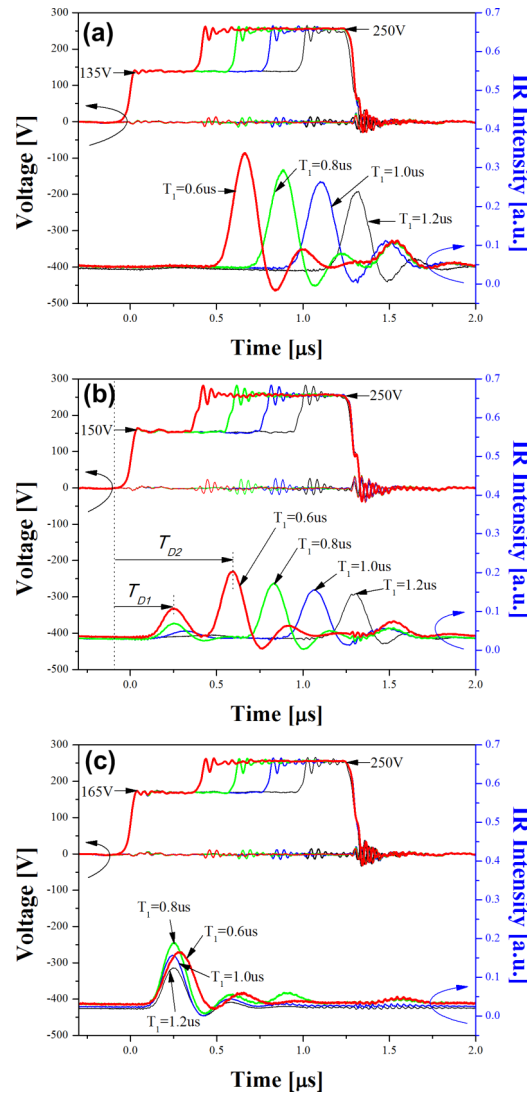 (a)
300
200
100
0
-100
-200
-300
-400
-500
Voltage [V]
135V
250V
T1=0.6us
T1=0.8us
T1=1.0us
T1=1.2us
0.7
0.6
0.5
0.4
0.3
0.2
0.1
0.0
IR Intensity [a.u.]
0.0 0.5 1.0 1.5 2.0
Time [μs]
(b)
300
200
100
0
-100
-200
-300
-400
-500
Voltage [V]
150V
250V
TD2
TD1
T1=0.6us
T1=0.8us
T1=1.0us
T1=1.2us
0.7
0.6
0.5
0.4
0.3
0.2
0.1
0.0
IR Intensity [a.u.]
0.0 0.5 1.0 1.5 2.0
Time [μs]
(c)
300
200
100
0
-100
-200
-300
-400
-500
Voltage [V]
165V
250V
T1=0.8us
T1=0.6us
T1=1.0us
T1=1.2us
0.7
0.6
0.5
0.4
0.3
0.2
0.1
0.0
IR Intensity [a.u.]
0.0 0.5 1.0 1.5 2.0
Time [μs]